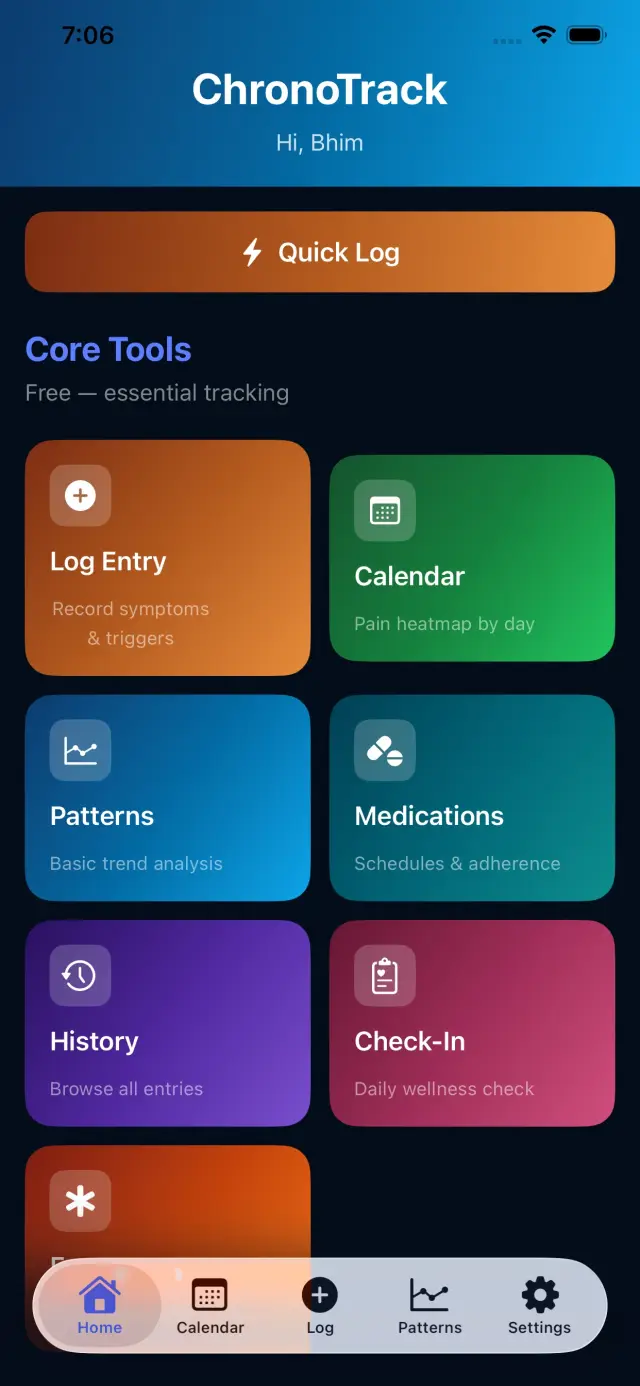 7:06
ChronoTrack
Hi, Bhim
Quick Log
Core Tools
Free — essential tracking
Log Entry
Record symptoms
& triggers
Calendar
Pain heatmap by day
Patterns
Basic trend analysis
Medications
Schedules & adherence
History
Browse all entries
Check-In
Daily wellness check
Home
Calendar
Log
Patterns
Settings